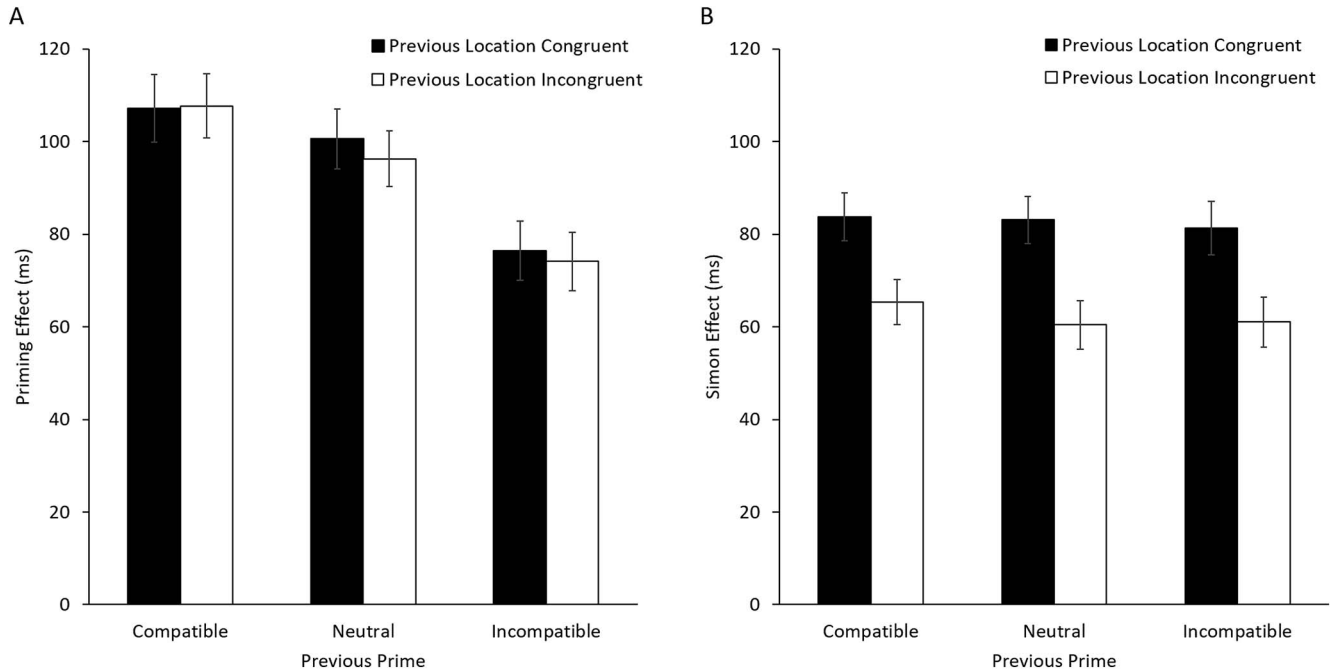 A
120
100
80
60
40
20
0
Priming Effect (ms)
Previous Location Congruent
Previous Location Incongruent
Compatible
Neutral
Incompatible
Previous Prime
B
120
100
80
60
40
20
0
Simon Effect (ms)
Previous Location Congruent
Previous Location Incongruent
Compatible
Neutral
Incompatible
Previous Prime